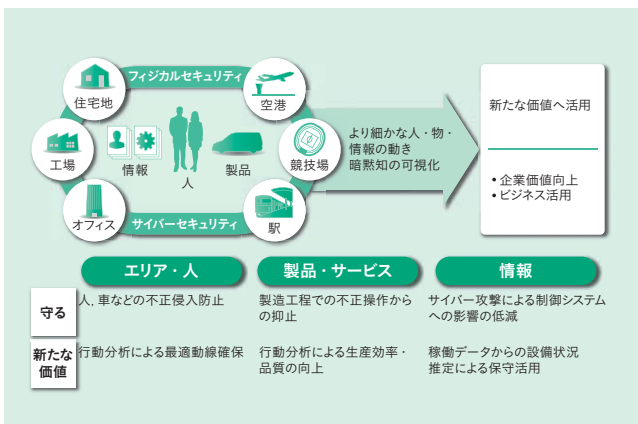 フィジカルセキュリティ
住宅地
空港
工場
情報
人
製品
競技場
オフィス
駅
サイバーセキュリティ
より細かな人・物・
情報の動き
暗黙知の可視化
新たな価値へ活用
• 企業価値向上
• ビジネス活用
エリア・人
製品・サービス
情報
守る
人, 車などの不正侵入防止
製造工程での不正操作から
の抑止
サイバー攻撃による制御システム
への影響の低減
新たな
価値
行動分析による最適動線確保
行動分析による生産効率・
品質の向上
稼働データからの設備状況
推定による保守活用